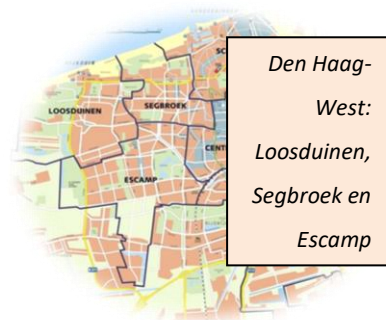 LOOSDUINEN
SEGBROEK
ESCAMP
Den Haag-
West:
Loosduinen,
Segbroek en
Escamp